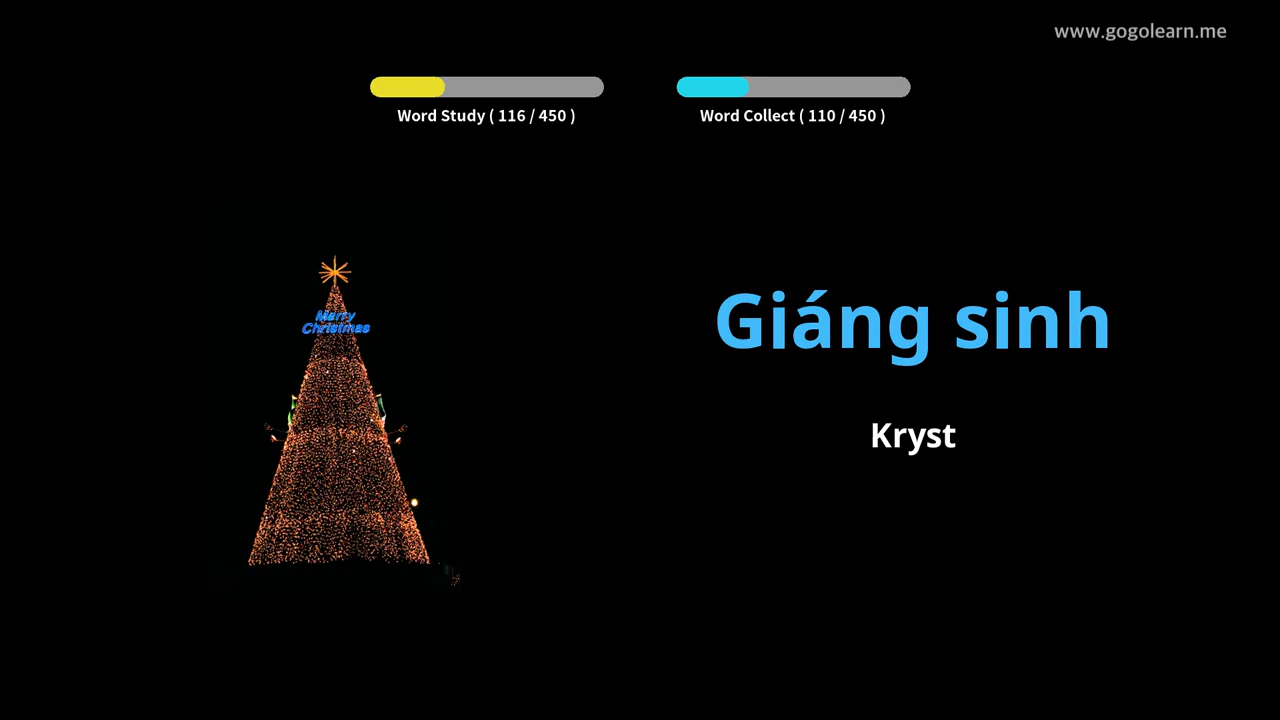 www.gogolearn.me
Word Study ( 116 / 450 )
Word Collect ( 110 / 450 )
Merry
Christmas
Giáng sinh
Kryst